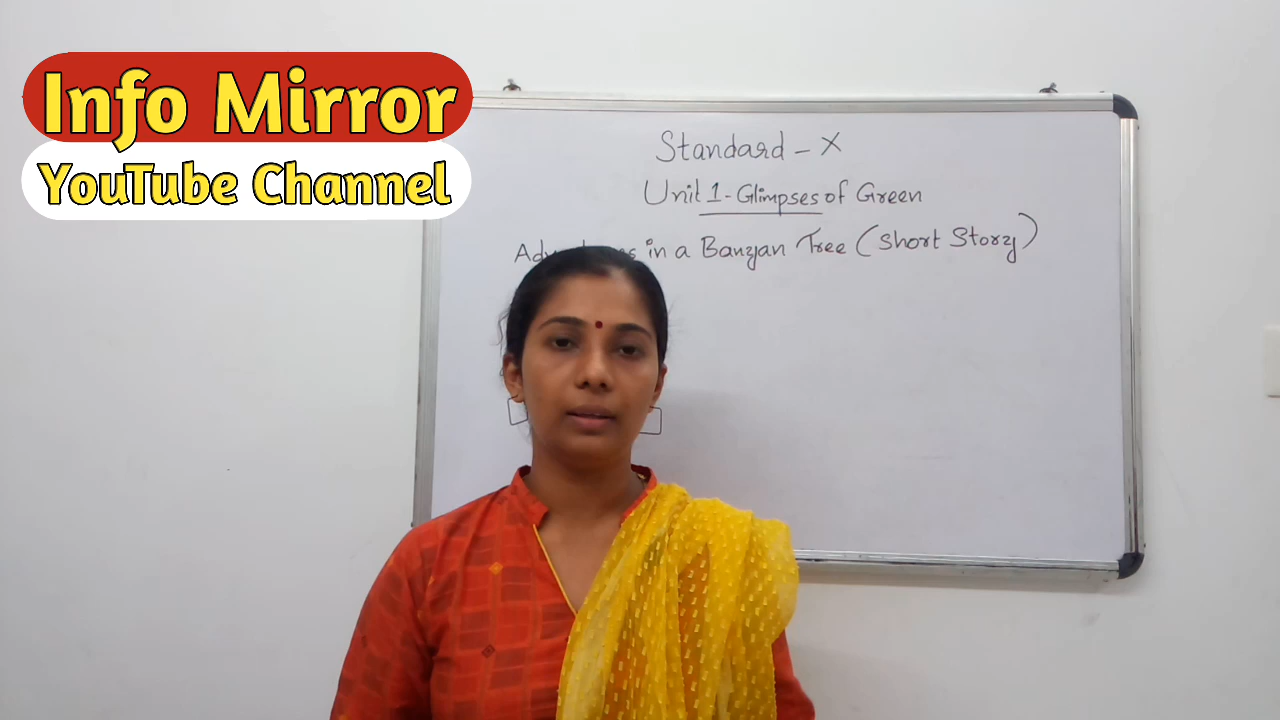 Info Mirror
YouTube Channel
Standard - X
Unit 1 - Glimpses of Green
in a Banyan Tree (Short Story)